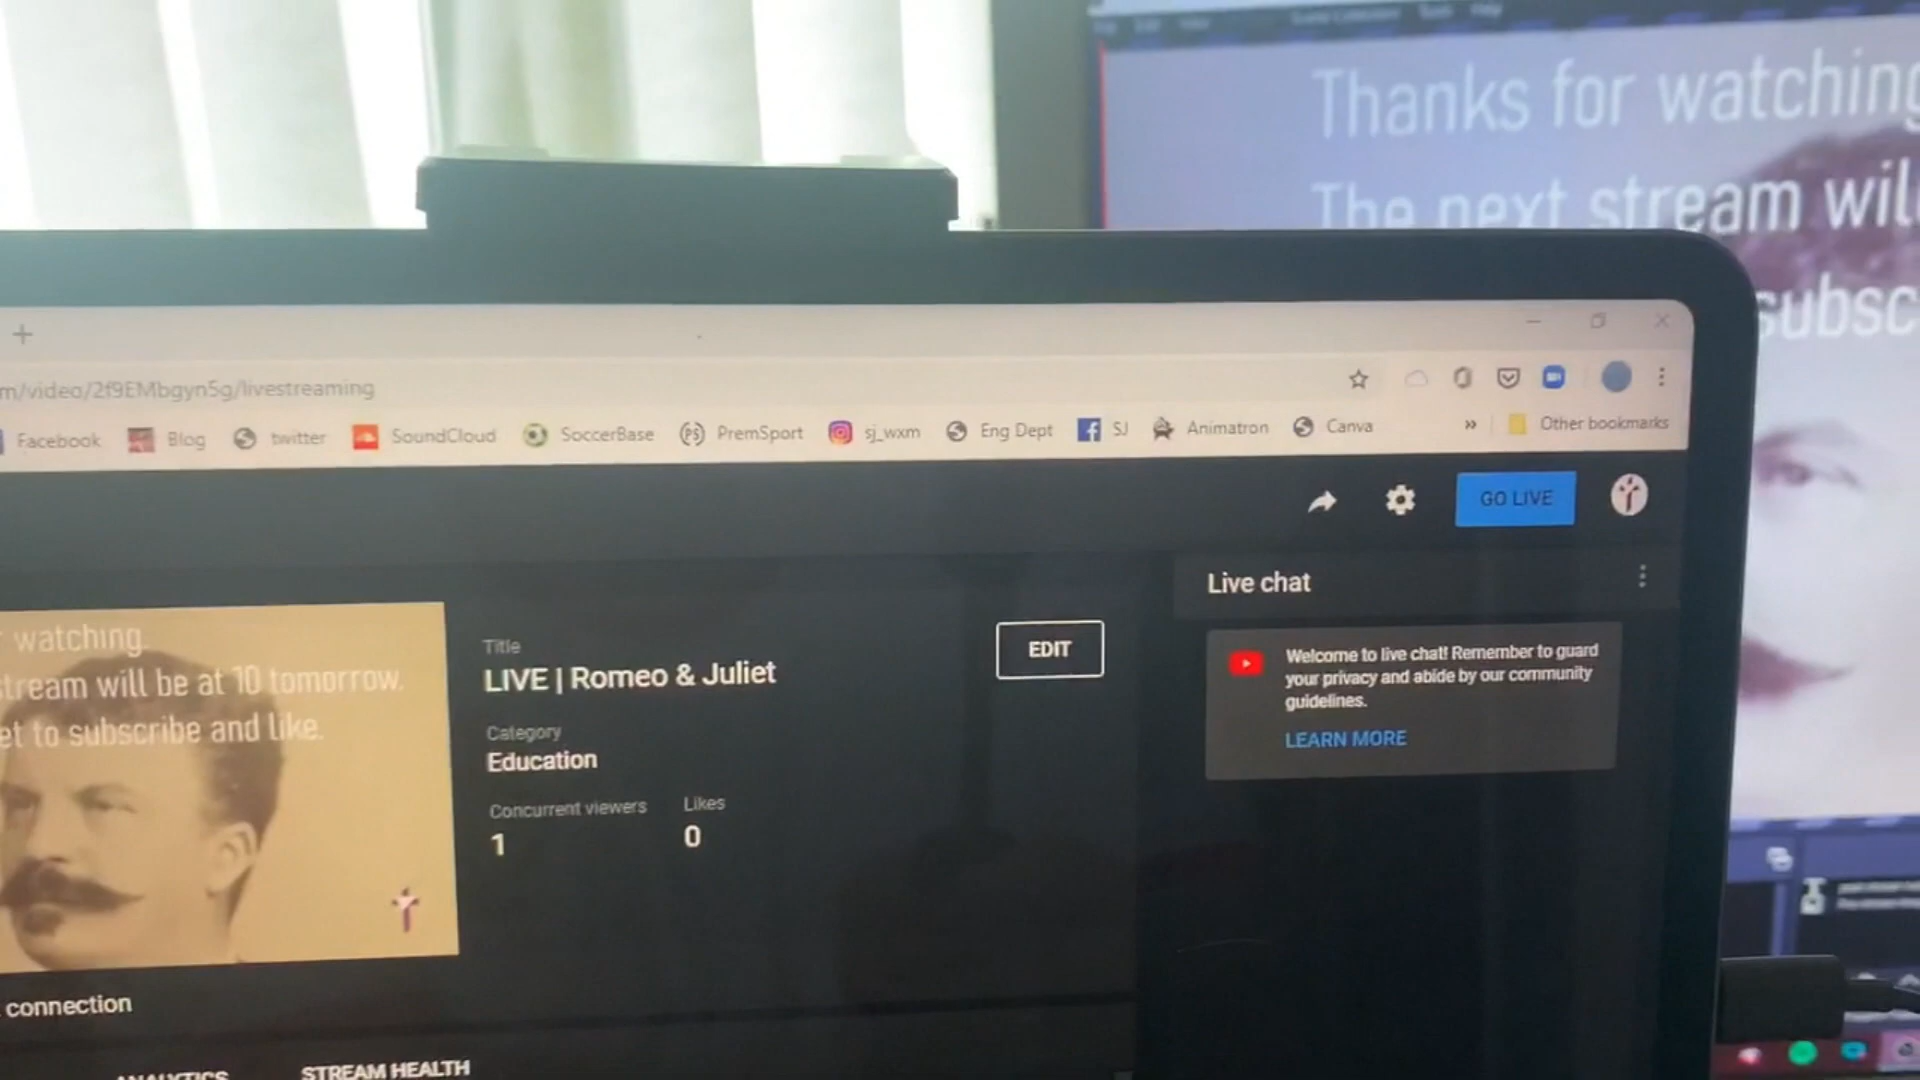 Thanks for watching
The next stream wil
subsc
m/video/2f9EMbgyn5g/livestreaming
Facebook Blog twitter SoundCloud SoccerBase PremSport sj_wxm Eng Dept SJ Animatron Canva » Other bookmarks
GO LIVE
watching.
tream will be at 10 tomorrow.
et to subscribe and like.
Title
LIVE | Romeo & Juliet
EDIT
Category
Education
Concurrent viewers Likes
1 0
Live chat
Welcome to live chat! Remember to guard
your privacy and abide by our community
guidelines.
LEARN MORE
connection
ANALYTICS STREAM HEALTH